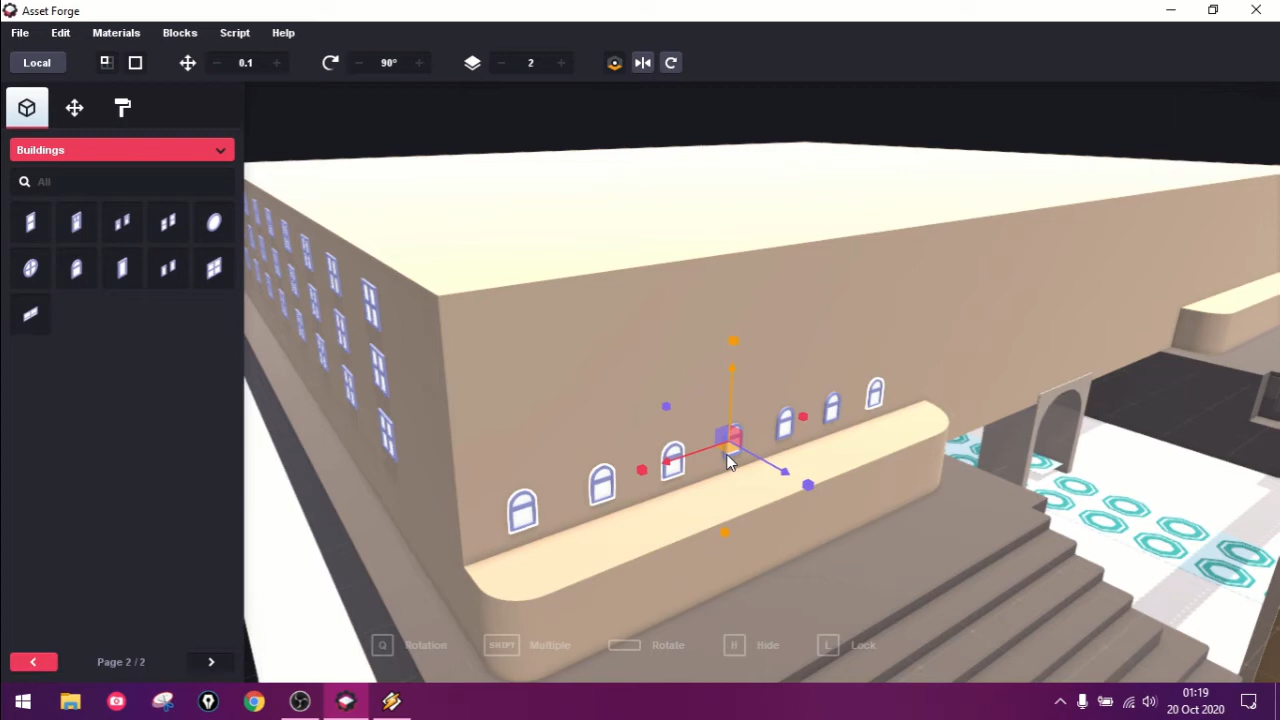 Asset Forge
File Edit Materials Blocks Script Help
Local 0.1 90° 2
Buildings
All
Q Rotation SHIFT Multiple Rotate H Hide L Lock
Page 2 / 2
01:19
20 Oct 2020